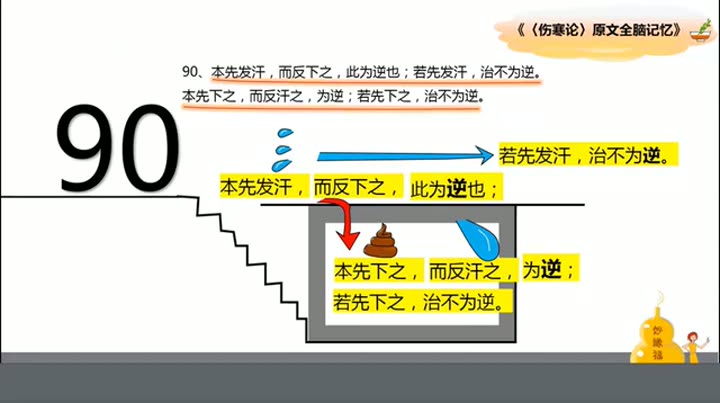 《〈伤寒论〉原文全脑记忆》
90、本先发汗，而反下之，此为逆也；若先发汗，治不为逆。
本先下之，而反汗之，为逆；若先下之，治不为逆。
90
若先发汗，治不为逆。
本先发汗，而反下之，此为逆也；
本先下之，而反汗之，为逆；
若先下之，治不为逆。
妙缘福